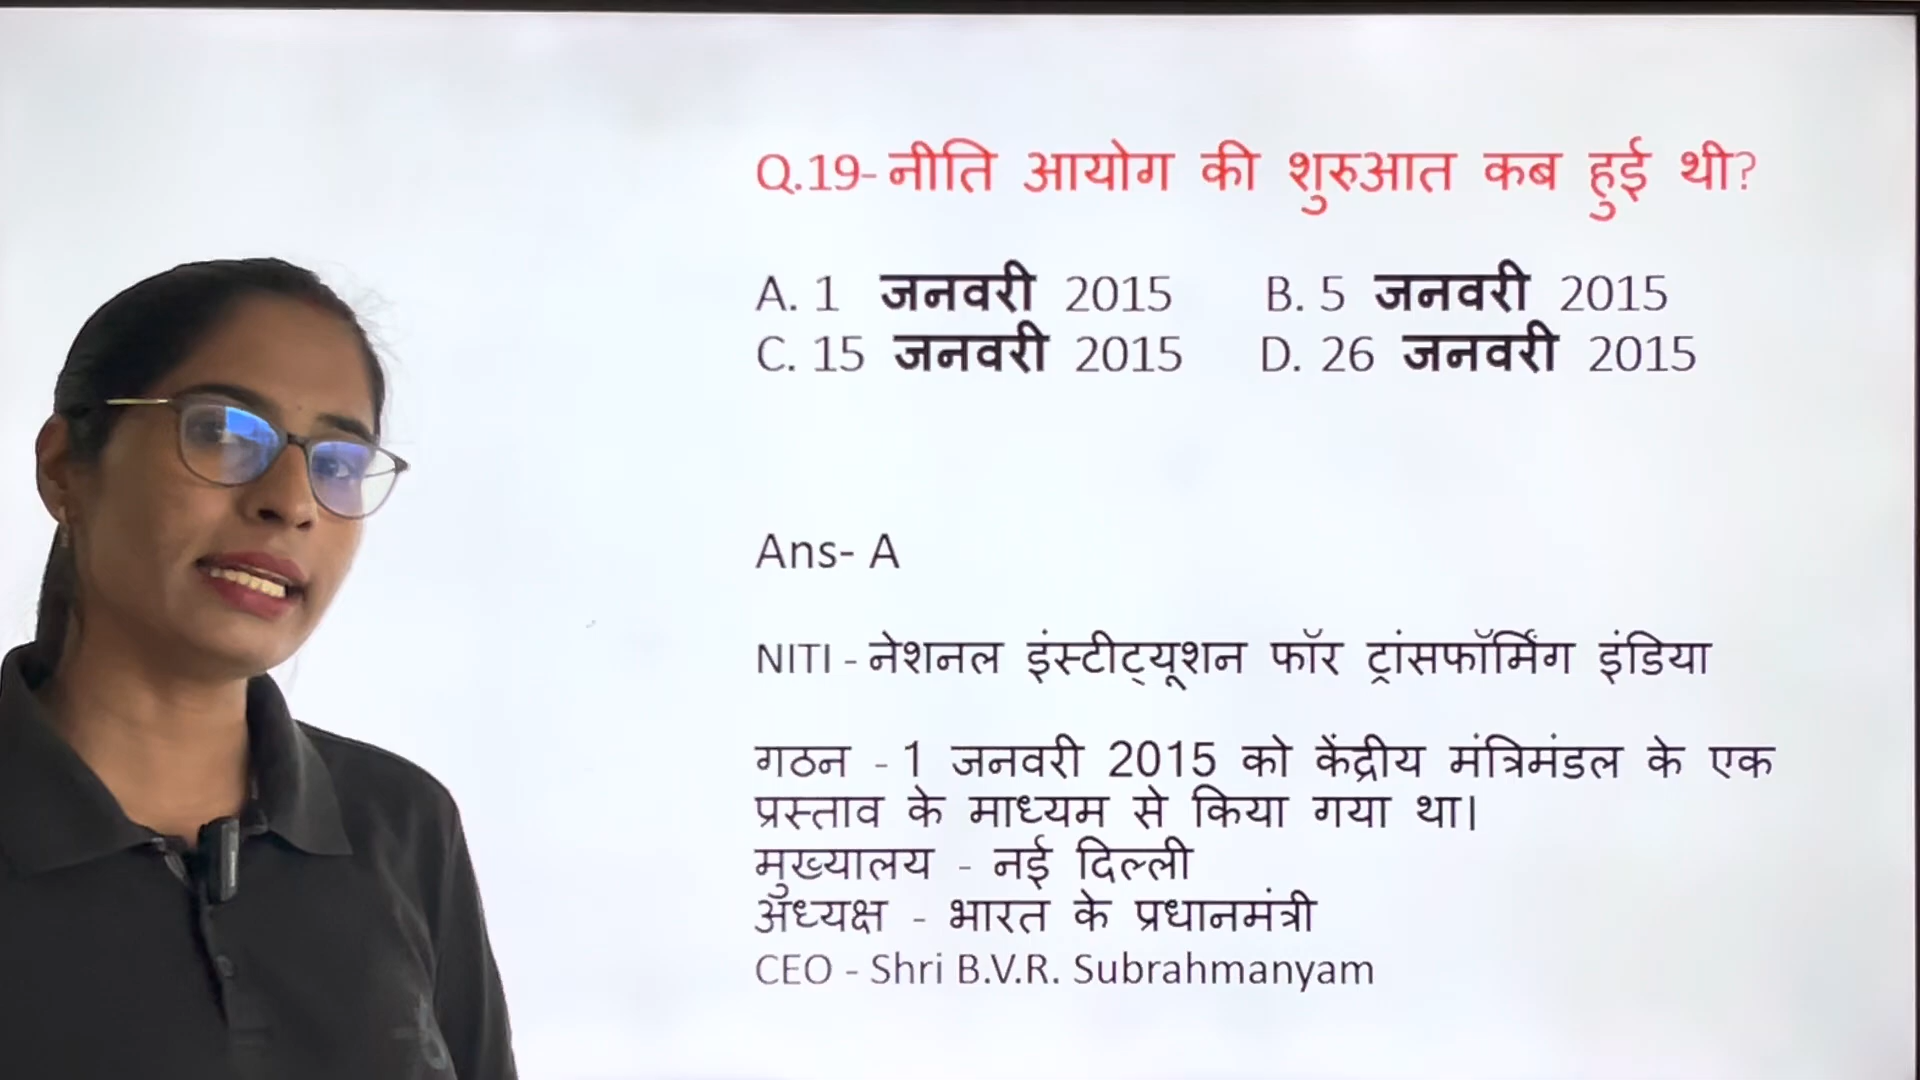 Q.19- नीति आयोग की शुरुआत कब हुई थी?
A. 1 जनवरी 2015 B. 5 जनवरी 2015
C. 15 जनवरी 2015 D. 26 जनवरी 2015
Ans- A
NITI - नेशनल इंस्टीट्यूशन फॉर ट्रांसफॉर्मिंग इंडिया
गठन - 1 जनवरी 2015 को केंद्रीय मंत्रिमंडल के एक
प्रस्ताव के माध्यम से किया गया था।
मुख्यालय - नई दिल्ली
अध्यक्ष - भारत के प्रधानमंत्री
CEO - Shri B.V.R. Subrahmanyam